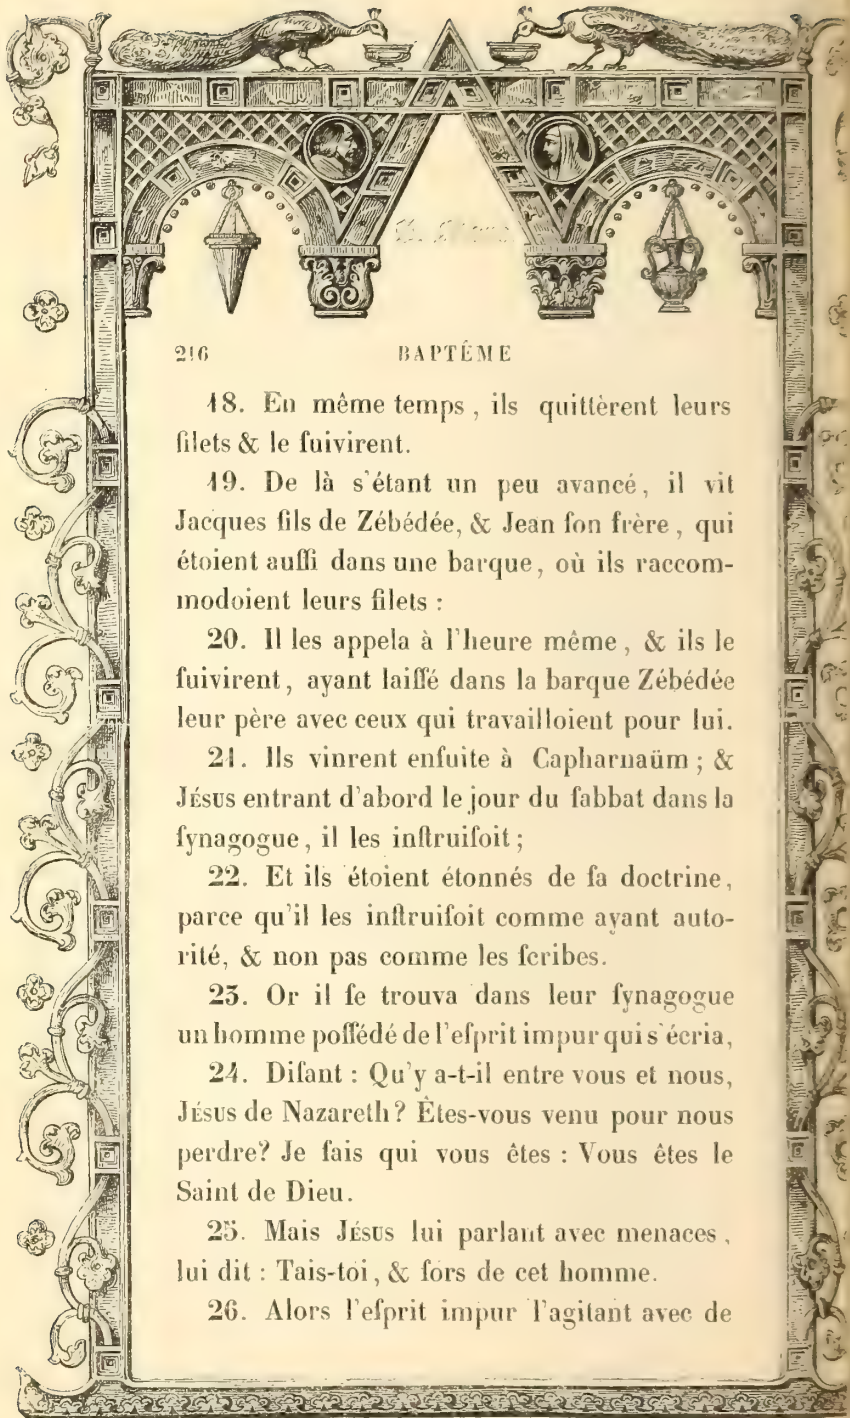 216 BAPTÊME
18. En même temps, ils quittèrent leurs
filets & le ſuivirent.
19. De là s'étant un peu avancé, il vit
Jacques fils de Zébédée, & Jean ſon frère, qui
étoient auſſi dans une barque, où ils raccom-
modoient leurs filets :
20. Il les appela à l'heure même, & ils le
ſuivirent, ayant laiſſé dans la barque Zébédée
leur père avec ceux qui travailloient pour lui.
21. Ils vinrent enſuite à Capharnaüm ; &
JÉSUS entrant d'abord le jour du ſabbat dans la
ſynagogue, il les inſtruiſoit ;
22. Et ils étoient étonnés de ſa doctrine,
parce qu'il les inſtruiſoit comme ayant auto-
rité, & non pas comme les ſcribes.
23. Or il ſe trouva dans leur ſynagogue
un homme poſſédé de l'eſprit impur qui s'écria,
24. Diſant : Qu'y a-t-il entre vous et nous,
JÉSUS de Nazareth? Êtes-vous venu pour nous
perdre? Je ſais qui vous êtes : Vous êtes le
Saint de Dieu.
25. Mais JÉSUS lui parlant avec menaces,
lui dit : Tais-toi, & ſors de cet homme.
26. Alors l'eſprit impur l'agitant avec de